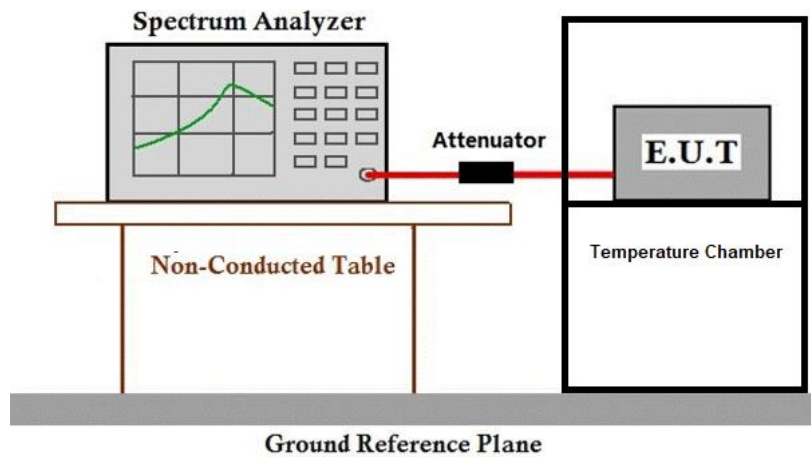 Spectrum Analyzer
Attenuator
E.U.T
Non-Conducted Table
Temperature Chamber
Ground Reference Plane